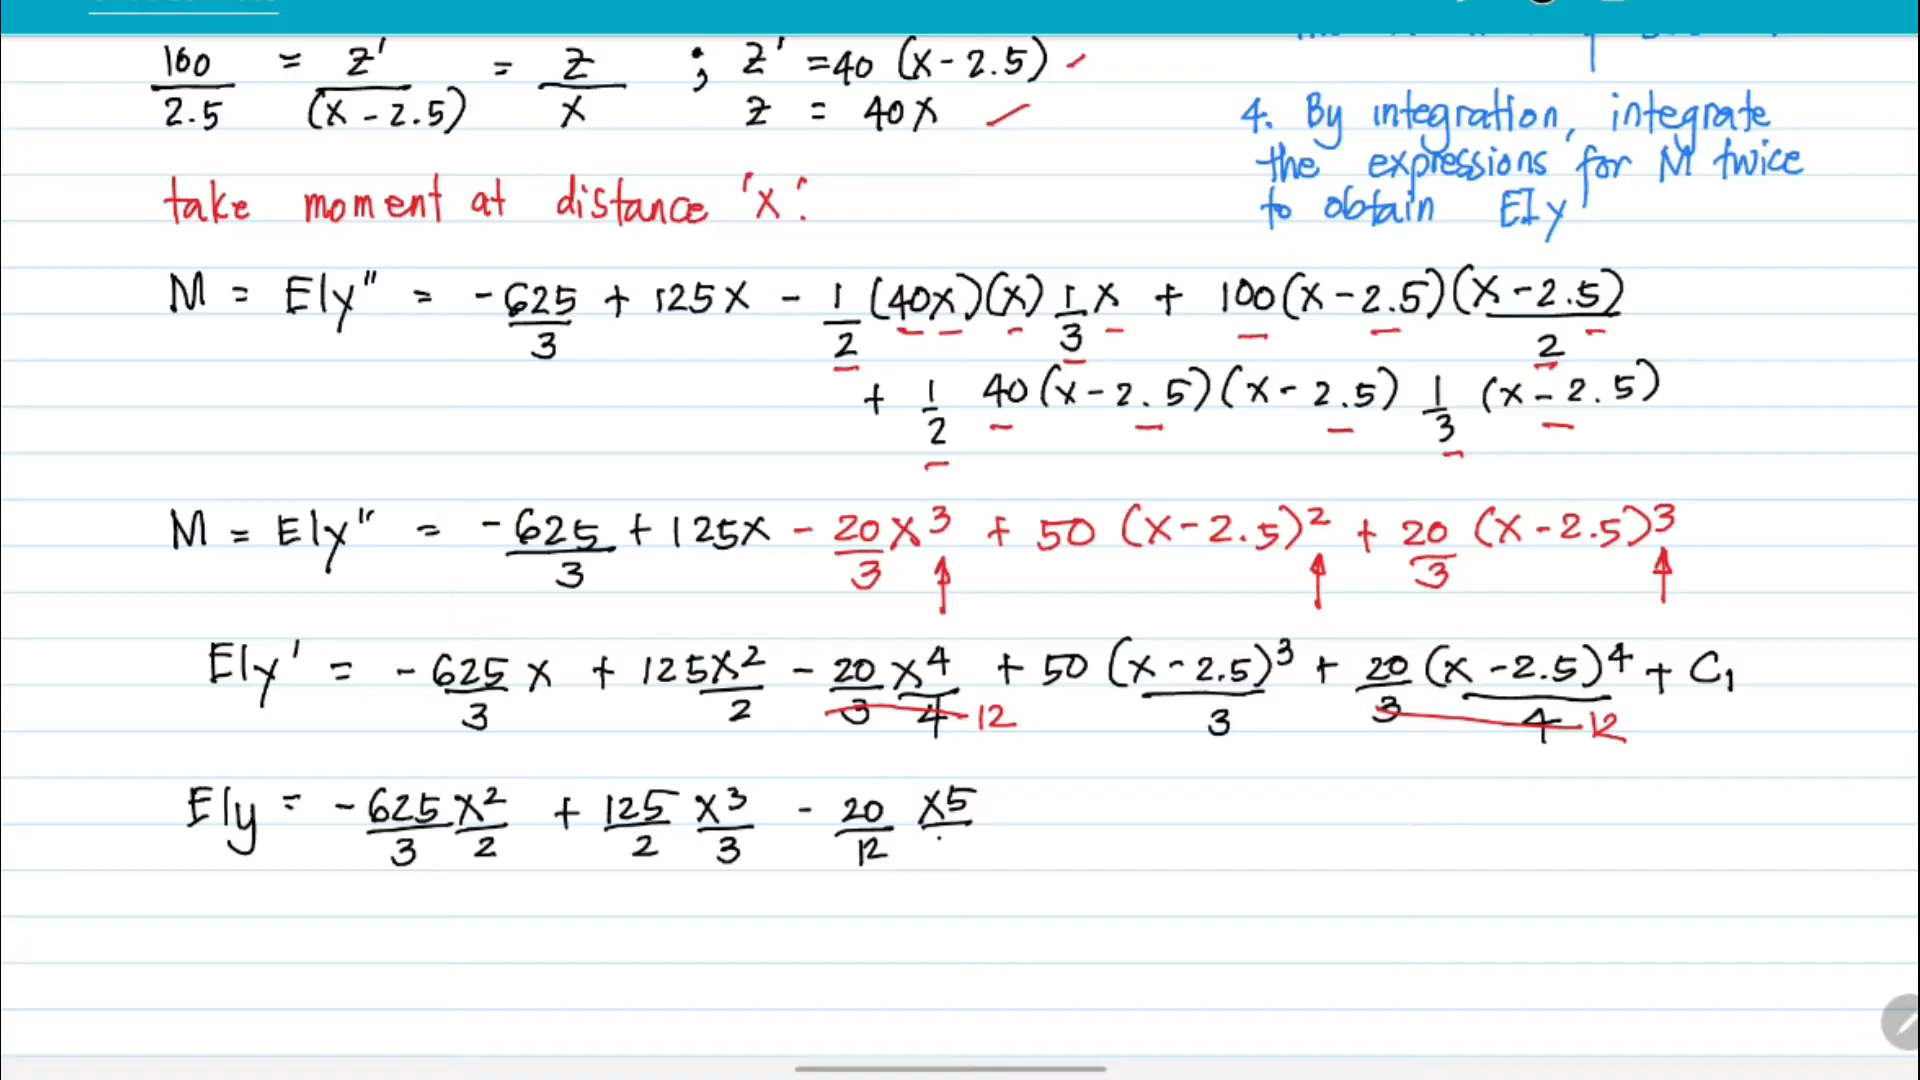 160/2.5 = z'/(x-2.5) = z/x ; z' = 40 (x-2.5)
z = 40x
take moment at distance 'x'.
4. By integration, integrate
the expressions for M twice
to obtain EIy
M = EIy" = -625/3 + 125x - 1/2 (40x)(x) 1/3 x + 100(x-2.5)(x-2.5)/2
+ 1/2 40(x-2.5)(x-2.5) 1/3 (x-2.5)
M = EIy" = -625/3 + 125x - 20/3 x³ + 50 (x-2.5)² + 20/3 (x-2.5)³
EIy' = -625/3 x + 125x²/2 - 20/3 x⁴/4 12 + 50 (x-2.5)³/3 + 20/3 (x-2.5)⁴/4 12 + C₁
EIy = -625/3 x²/2 + 125/2 x³/3 - 20/12 x5